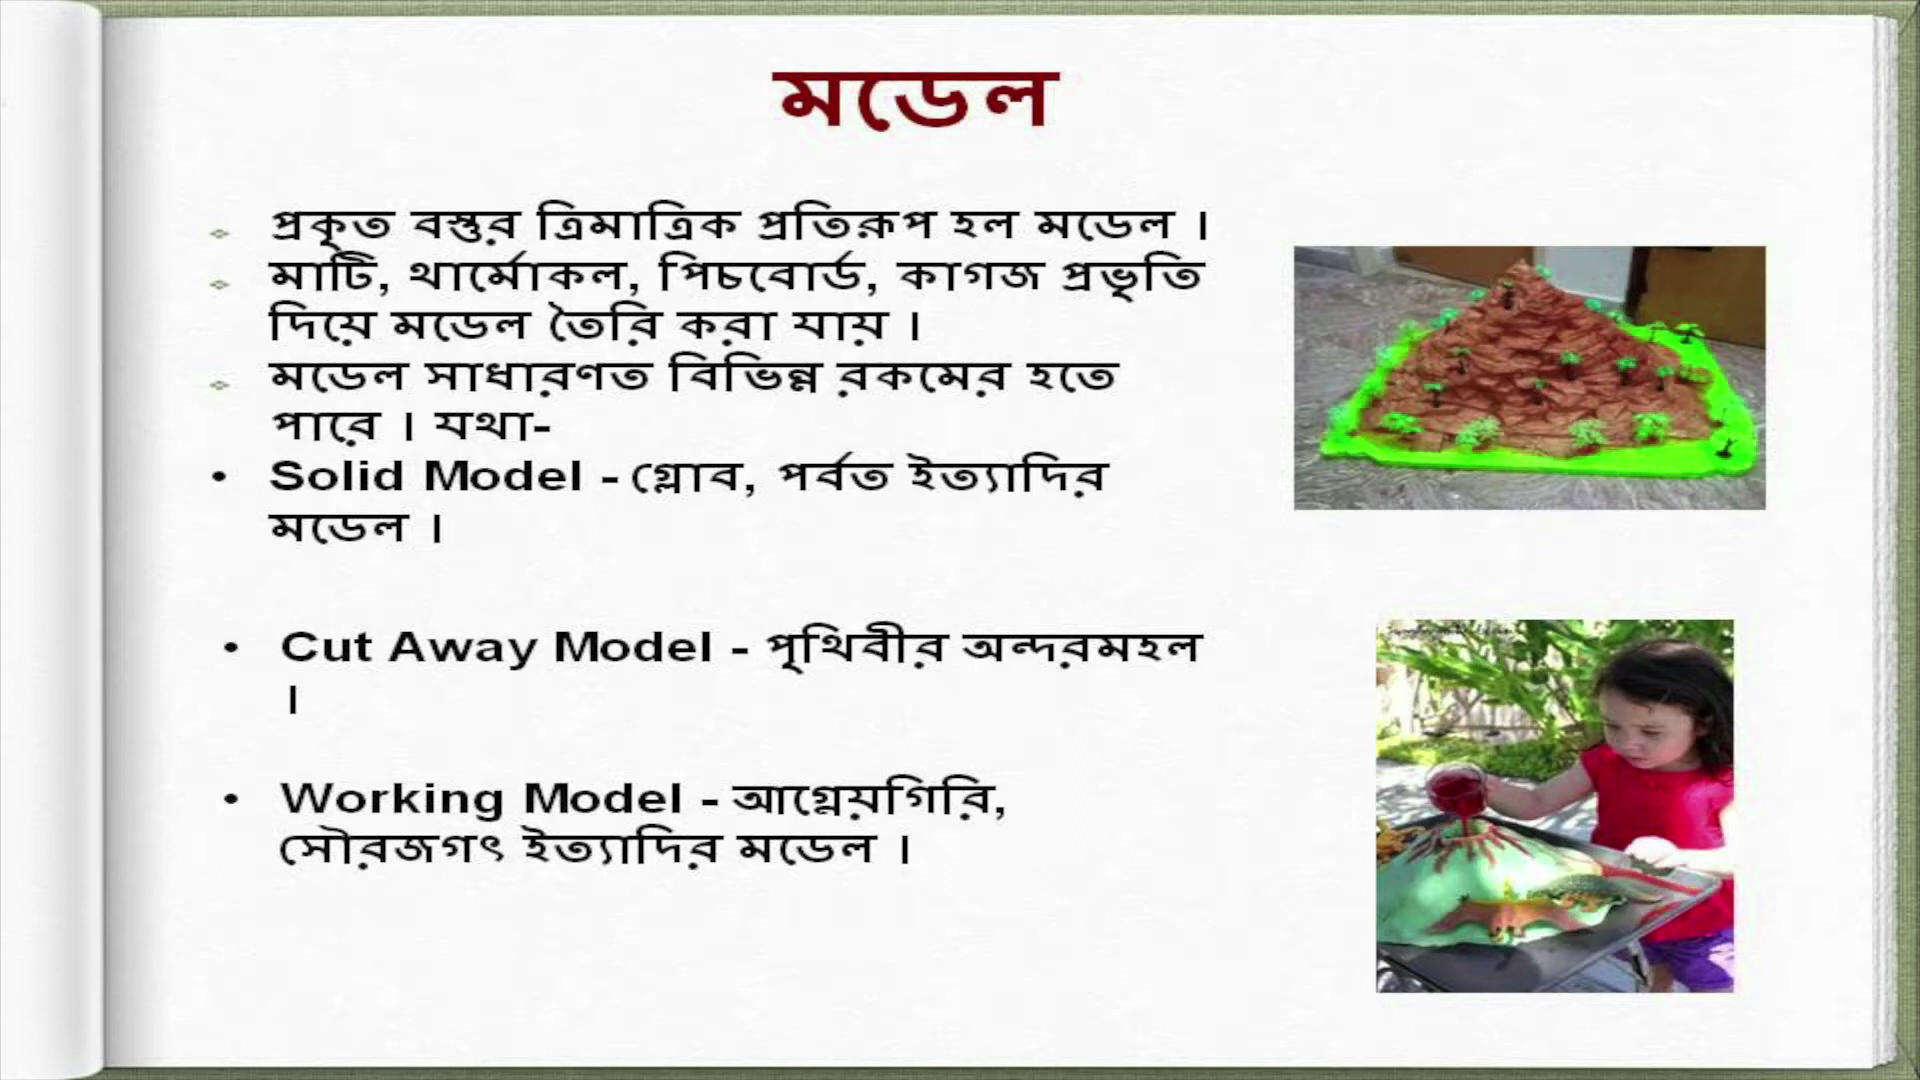 মডেল
প্রকৃত বস্তুর ত্রিমাত্রিক প্রতিরূপ হল মডেল ।
মাটি, থার্মোকল, পিচবোর্ড, কাগজ প্রভৃতি
দিয়ে মডেল তৈরি করা যায় ।
মডেল সাধারণত বিভিন্ন রকমের হতে
পারে । যথা-
• Solid Model - গ্লোব, পর্বত ইত্যাদির
মডেল ।
• Cut Away Model - পৃথিবীর অন্দরমহল
।
• Working Model - আগ্নেয়গিরি,
সৌরজগৎ ইত্যাদির মডেল ।